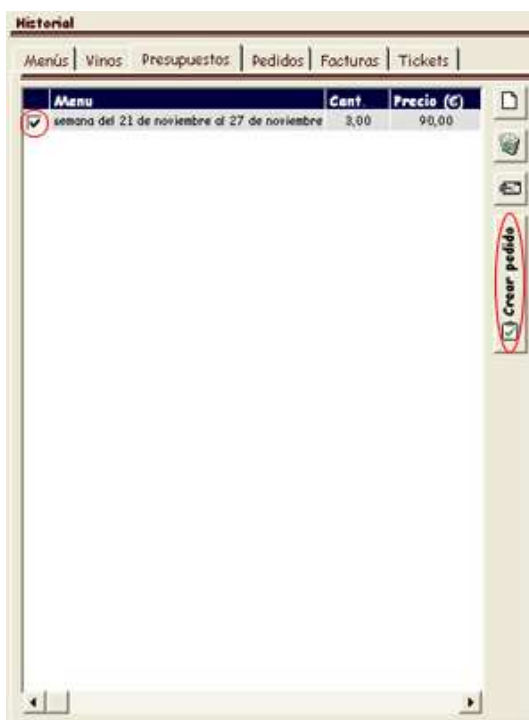 Historial
Menús Vinos Presupuestos Pedidos Facturas Tickets
Menu Cant Precio (€)
semana del 21 de noviembre al 27 de noviembre 3,00 90,00
Crear pedido